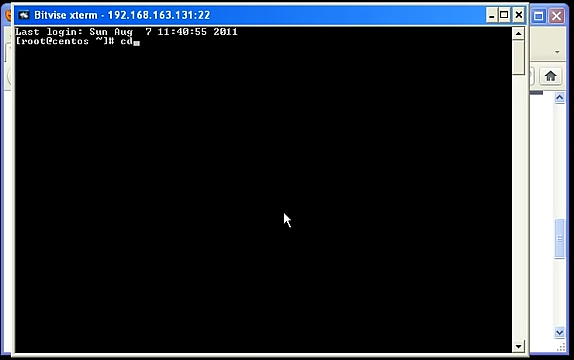 Bitvise xterm - 192.168.163.131:22
Last login: Sun Aug  7 11:40:55 2011
[root@centos ~]# cd